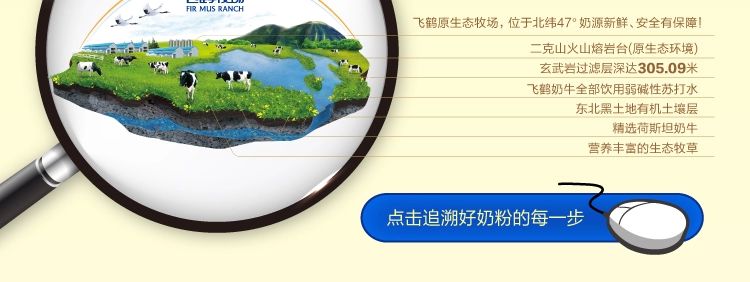 FIR MUS RANCH
飞鹤原生态牧场，位于北纬47° 奶源新鲜、安全有保障！
二克山火山熔岩台(原生态环境)
玄武岩过滤层深达305.09米
飞鹤奶牛全部饮用弱碱性苏打水
东北黑土地有机土壤层
精选荷斯坦奶牛
营养丰富的生态牧草
点击追溯好奶粉的每一步